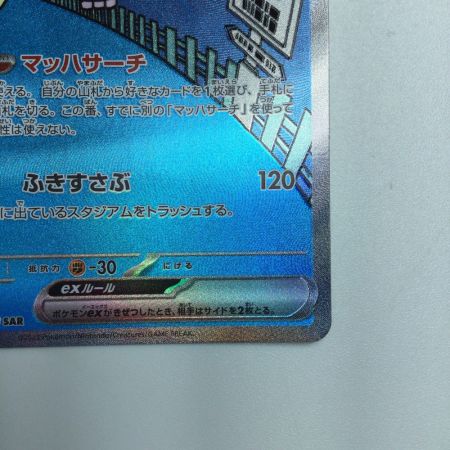 マッハサーチ
使える。自分の山札から好きなカードを1枚選び、手札に
札を切る。この番、すでに別の「マッハサーチ」を使って
性は使えない。
ふきすさぶ 120
に出ているスタジアムをトラッシュする。
抵抗力 -30 にげる
exルール
ポケモンexがきぜつしたとき、相手はサイドを2枚とる。
SAR
Pokémon/Nintendo/Creatures/GAME FREAK.